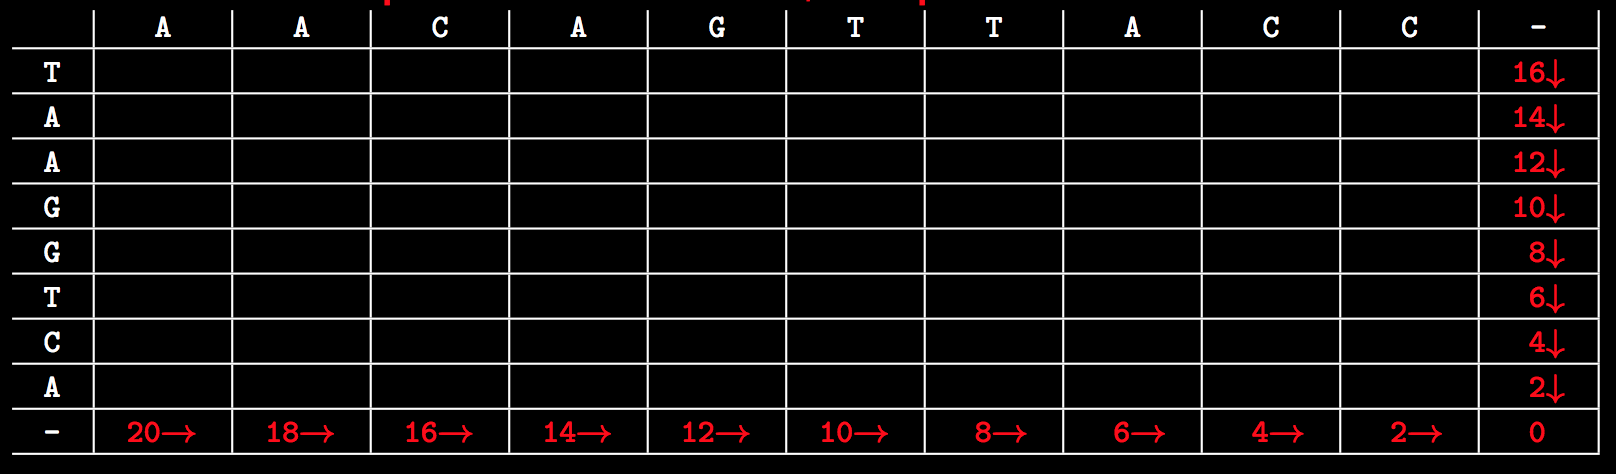 A A C A G T T A C C -
T 16↓
A 14↓
A 12↓
G 10↓
G 8↓
T 6↓
C 4↓
A 2↓
- 20→ 18→ 16→ 14→ 12→ 10→ 8→ 6→ 4→ 2→ 0